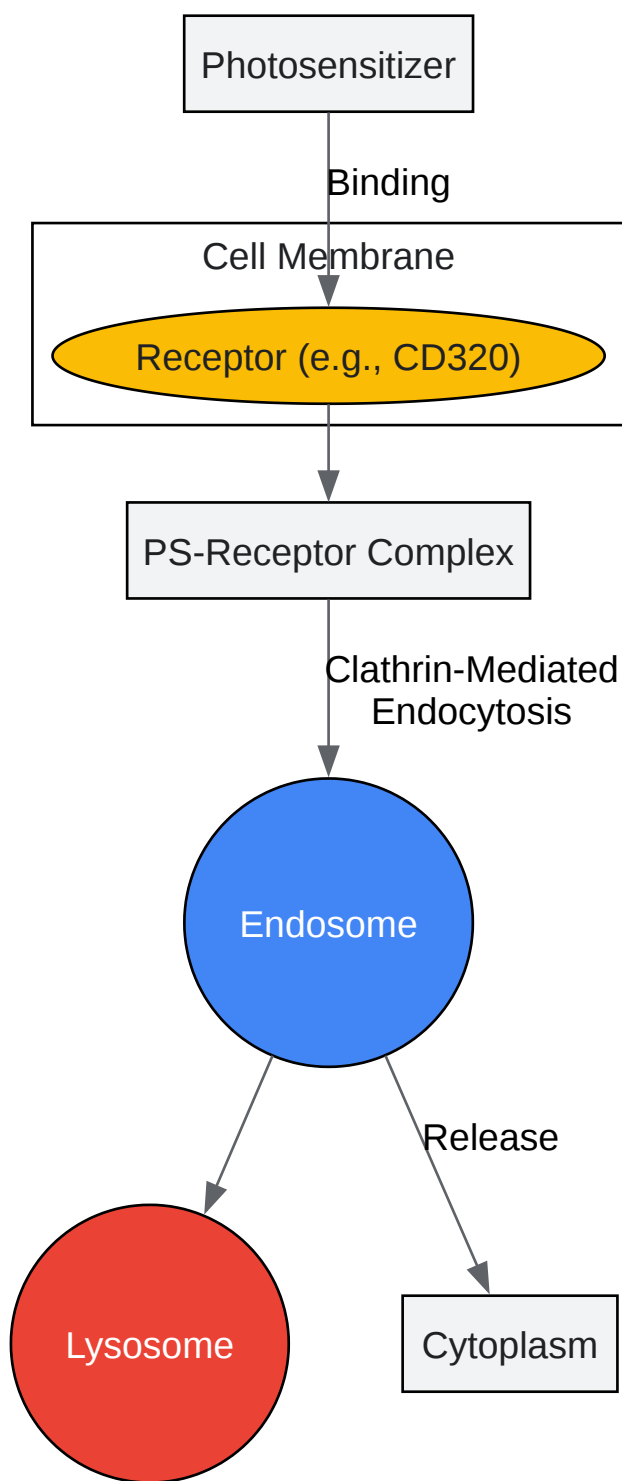 Photosensitizer
Binding
Cell Membrane
Receptor (e.g., CD320)
PS-Receptor Complex
Clathrin-Mediated
Endocytosis
Endosome
Release
Lysosome
Cytoplasm